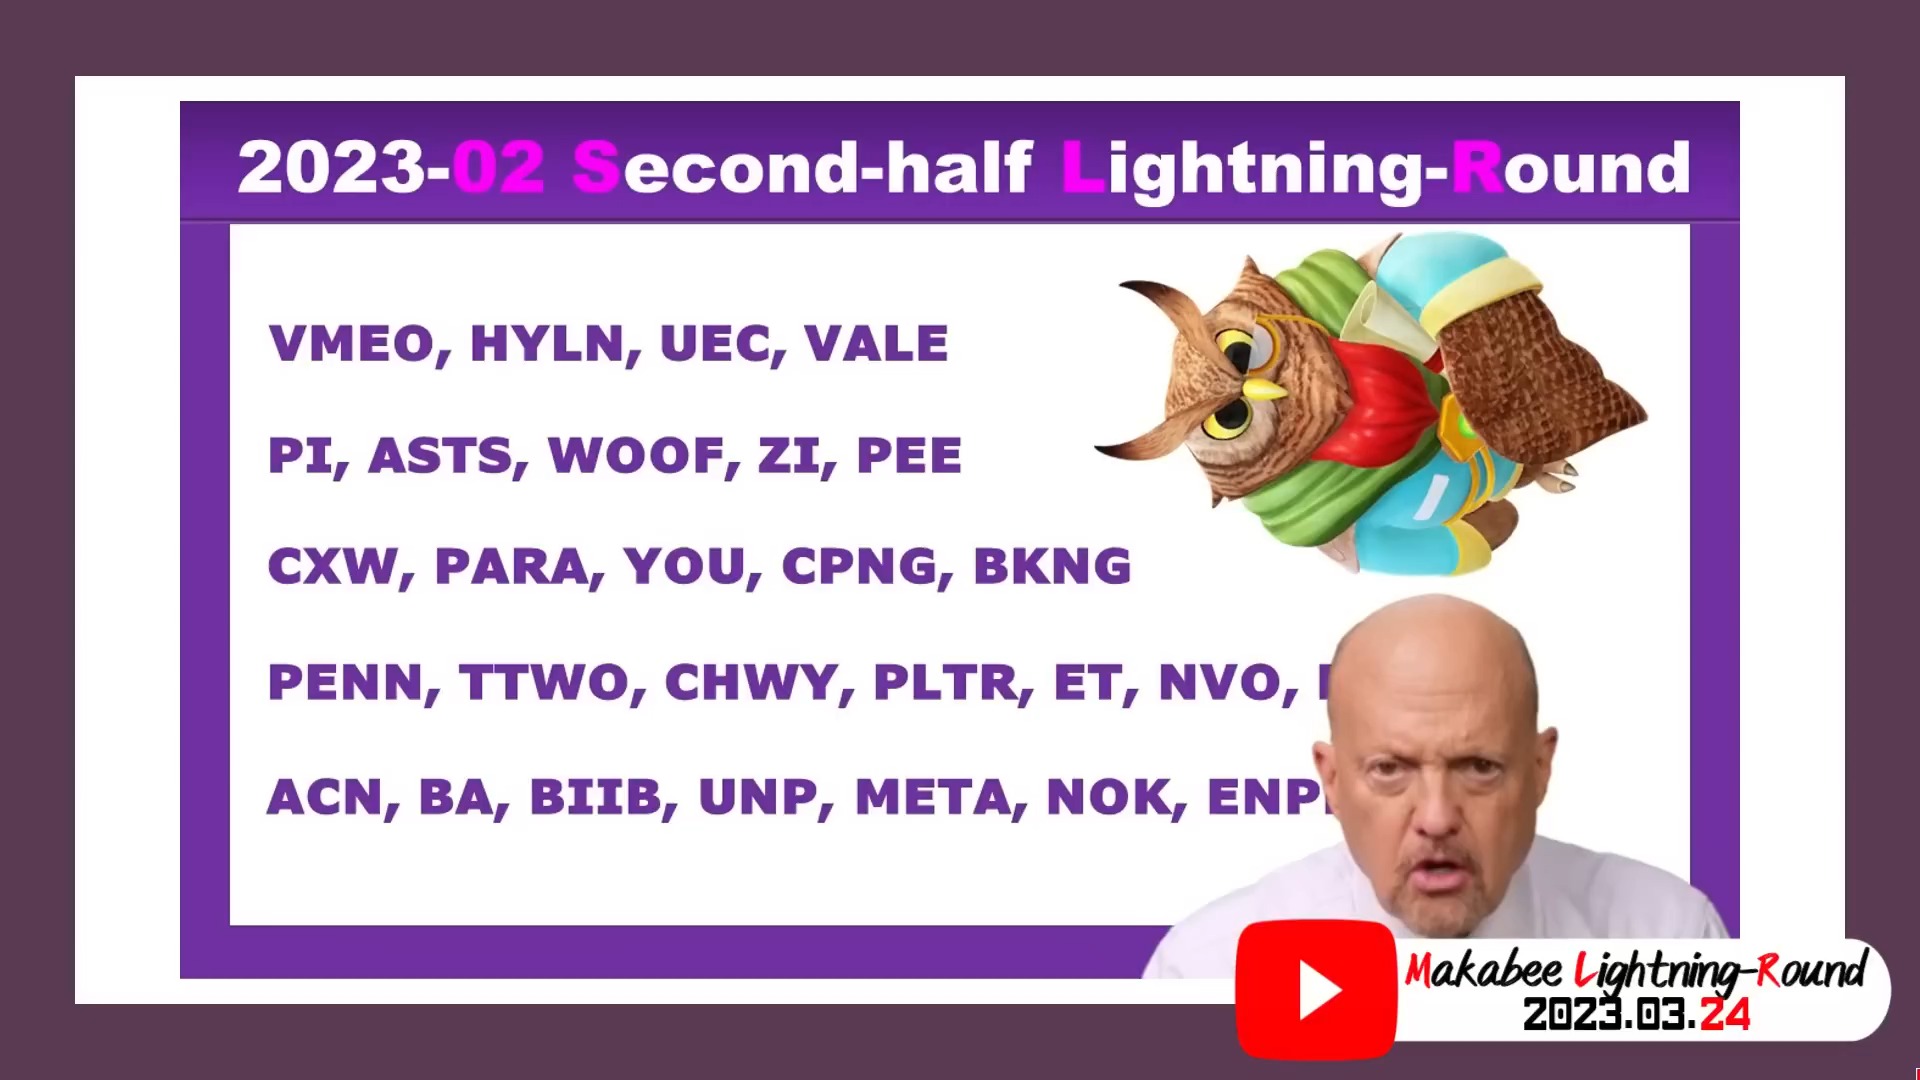 2023-02 Second-half Lightning-Round
VMEO, HYLN, UEC, VALE
PI, ASTS, WOOF, ZI, PEE
CXW, PARA, YOU, CPNG, BKNG
PENN, TTWO, CHWY, PLTR, ET, NVO,
ACN, BA, BIIB, UNP, META, NOK,
Makabee Lightning-Round
2023.03.24